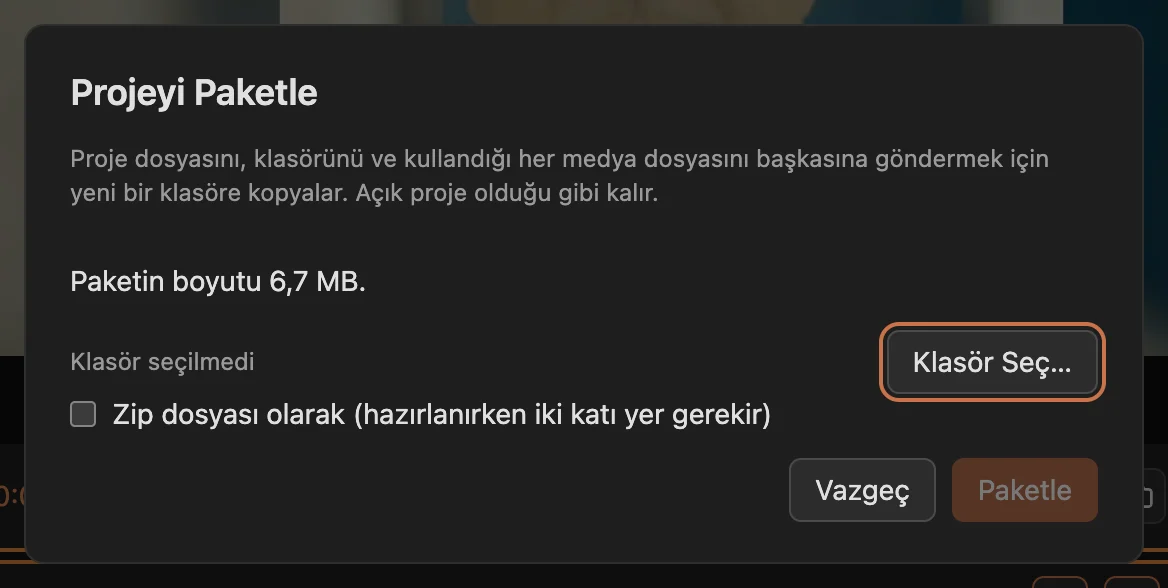 Projeyi Paketle
Proje dosyasını, klasörünü ve kullandığı her medya dosyasını başkasına göndermek için
yeni bir klasöre kopyalar. Açık proje olduğu gibi kalır.
Paketin boyutu 6,7 MB.
Klasör seçilmedi
Klasör Seç...
Zip dosyası olarak (hazırlanırken iki katı yer gerekir)
Vazgeç
Paketle